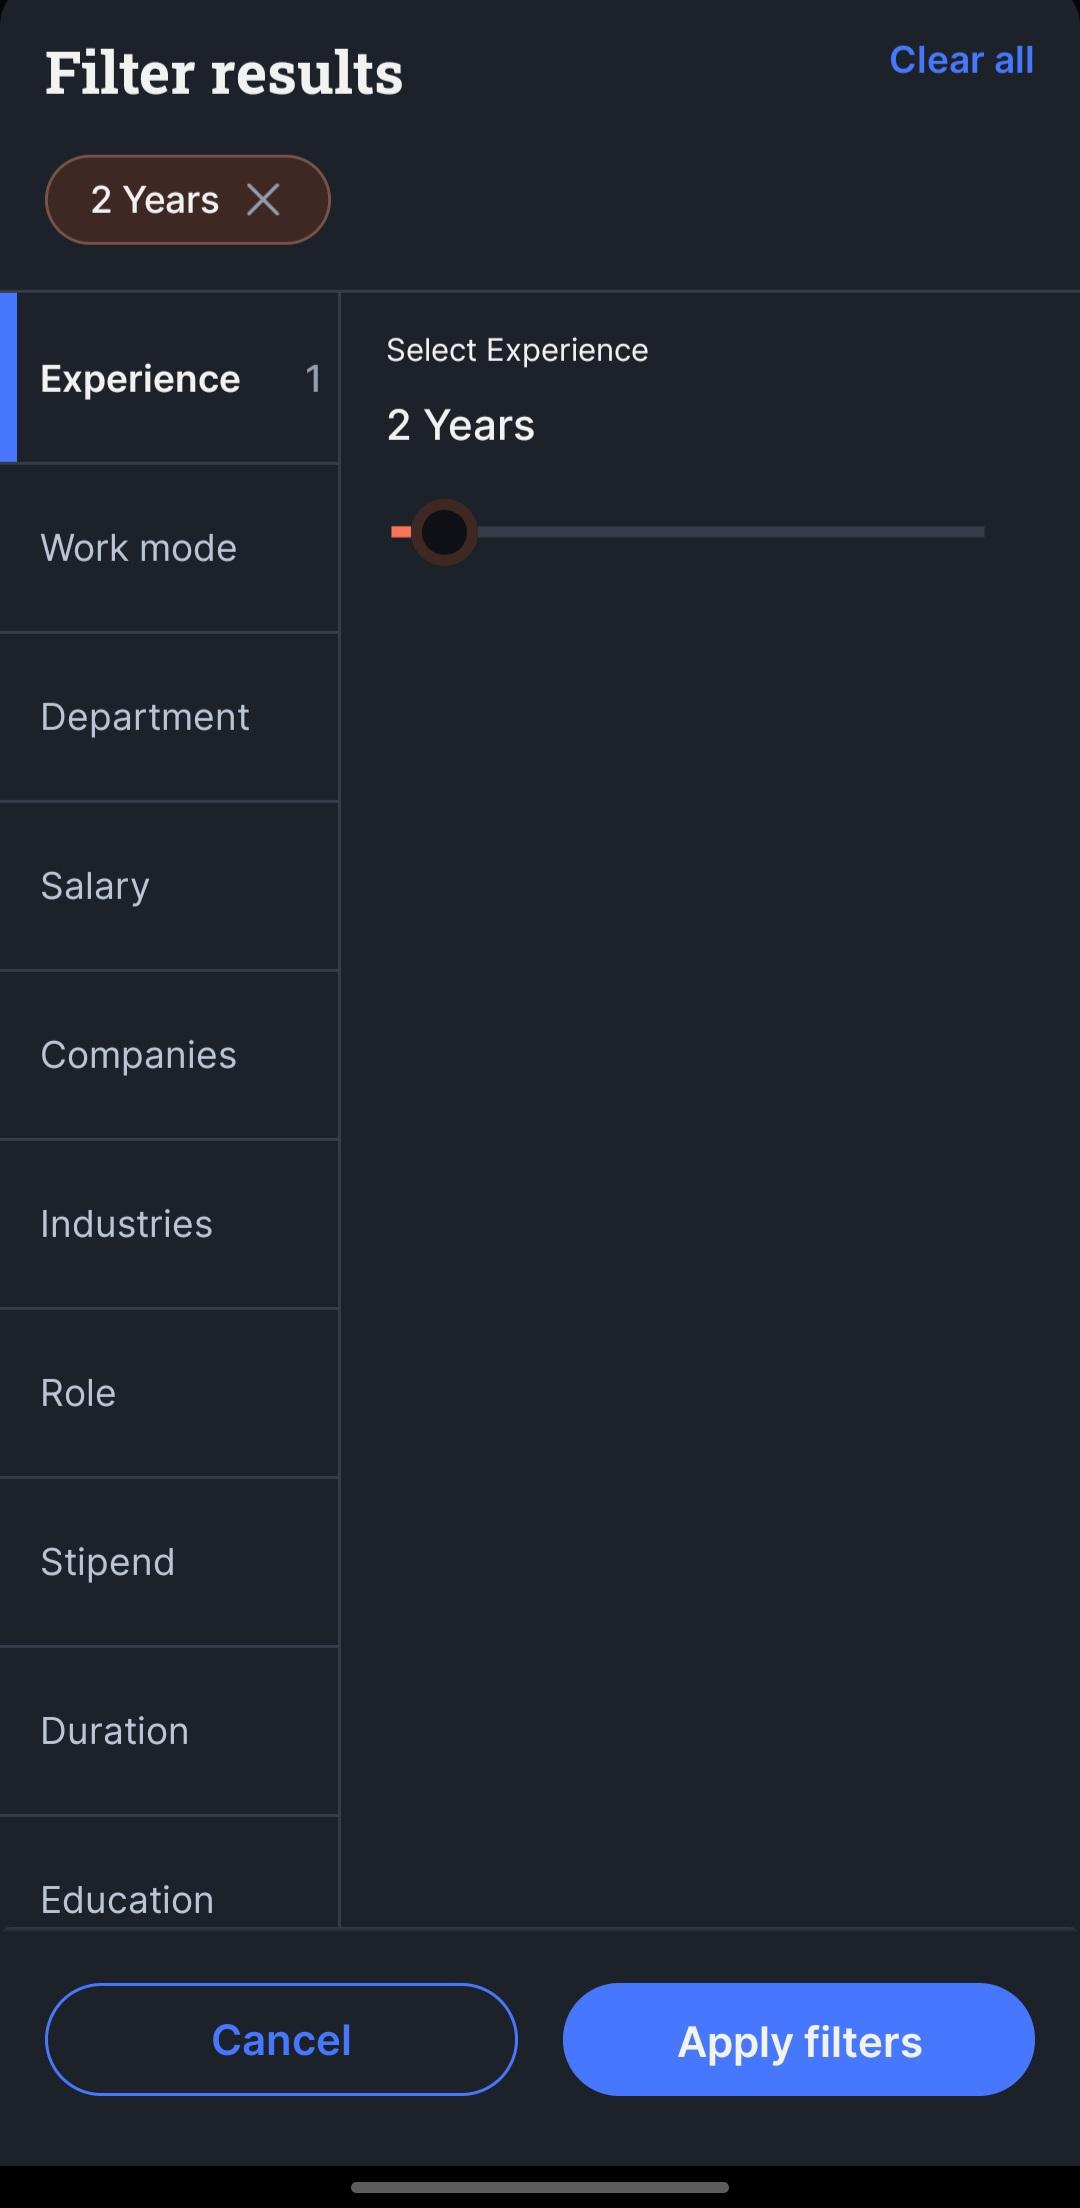 Filter results
Clear all
2 Years
Experience 1
Select Experience
2 Years
Work mode
Department
Salary
Companies
Industries
Role
Stipend
Duration
Education
Cancel
Apply filters